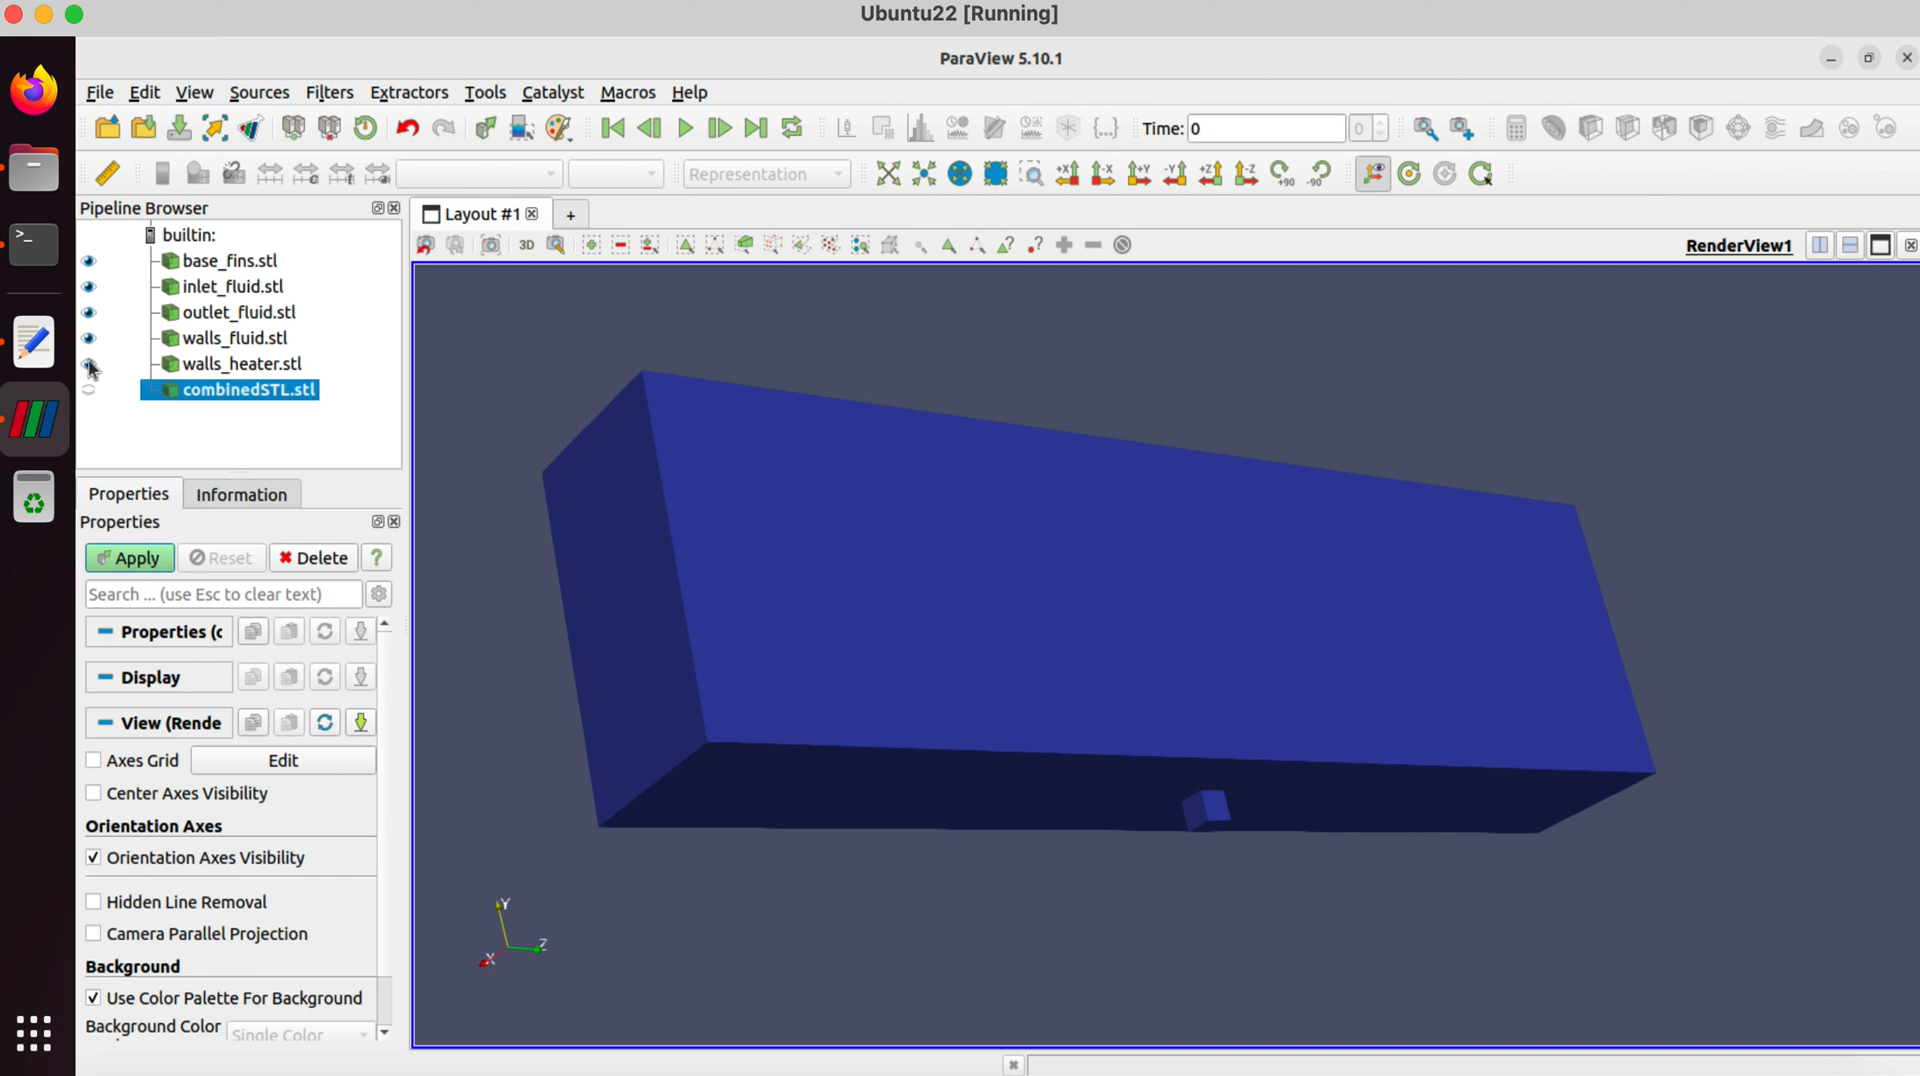 Ubuntu22 [Running]
ParaView 5.10.1
File Edit View Sources Filters Extractors Tools Catalyst Macros Help
Time: 0 0
Representation +X -X +Y -Y +Z -Z +90 -90
Pipeline Browser
Layout #1 +
builtin:
3D
RenderView1
base_fins.stl
inlet_fluid.stl
outlet_fluid.stl
walls_fluid.stl
walls_heater.stl
combinedSTL.stl
Properties Information
Properties
Apply Reset Delete ?
Search ... (use Esc to clear text)
Properties (c
Display
View (Rende
Axes Grid Edit
Center Axes Visibility
Orientation Axes
Orientation Axes Visibility
Hidden Line Removal
Camera Parallel Projection
Background
Use Color Palette For Background
Background Color Single Color
Y
Z
X